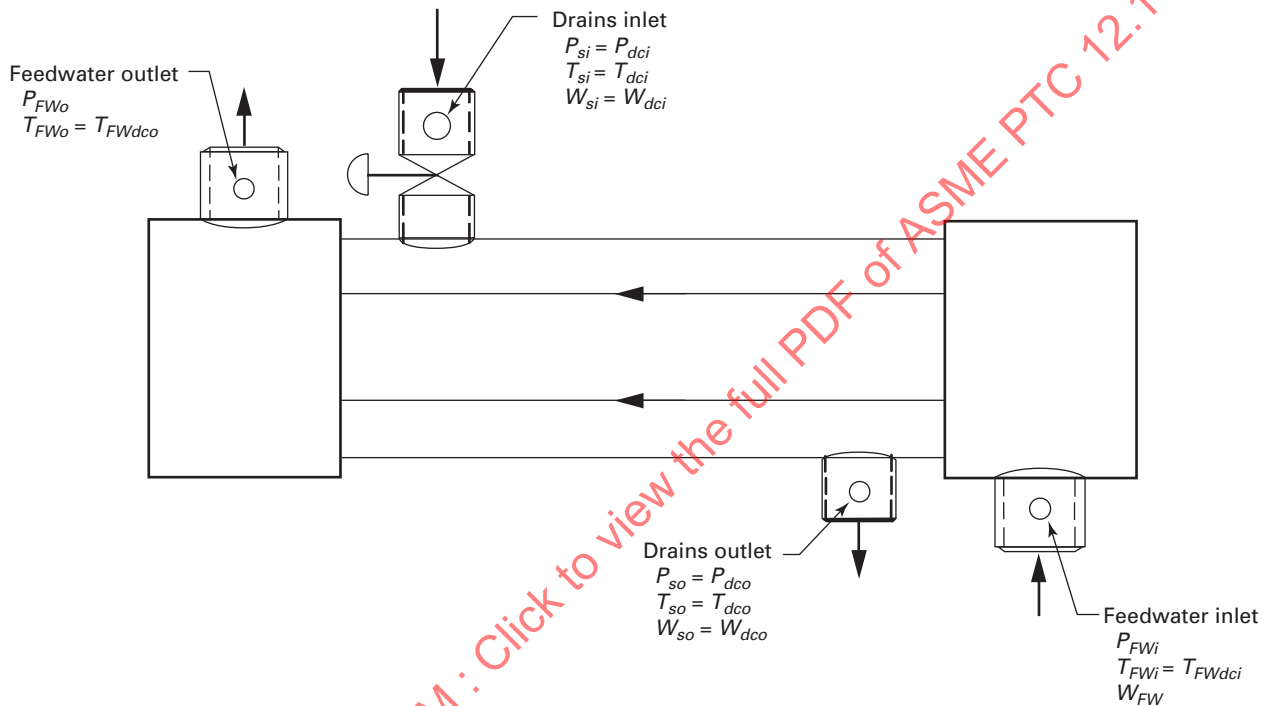 Drains inlet
P_si = P_dci
T_si = T_dci
W_si = W_dci
Feedwater outlet
P_FWo
T_FWo = T_FWdco
Drains outlet
P_so = P_dco
T_so = T_dco
W_so = W_dco
Feedwater inlet
P_FWi
T_FWi = T_FWdci
W_FW
: Click to view the full PDF of ASME PTC 12.1